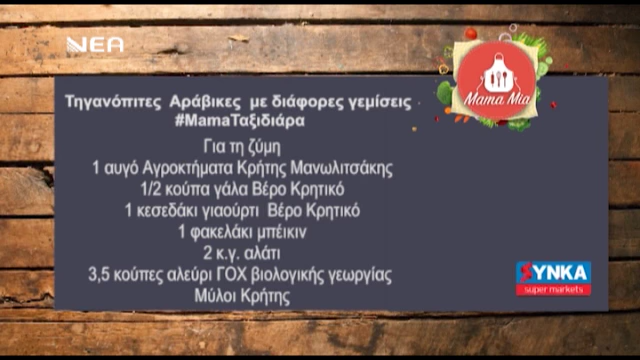 NEA
Mama Mia
Τηγανόπιτες Αράβικες με διάφορες γεμίσεις
#MamaΤαξιδιάρα
Για τη ζύμη
1 αυγό Αγροκτήματα Κρήτης Μανωλιτσάκης
1/2 κούπα γάλα Βέρο Κρητικό
1 κεσεδάκι γιαούρτι Βέρο Κρητικό
1 φακελάκι μπέικιν
2 κ.γ. αλάτι
3,5 κούπες αλεύρι ΓΟΧ βιολογικής γεωργίας
Μύλοι Κρήτης
SYNKA
super markets